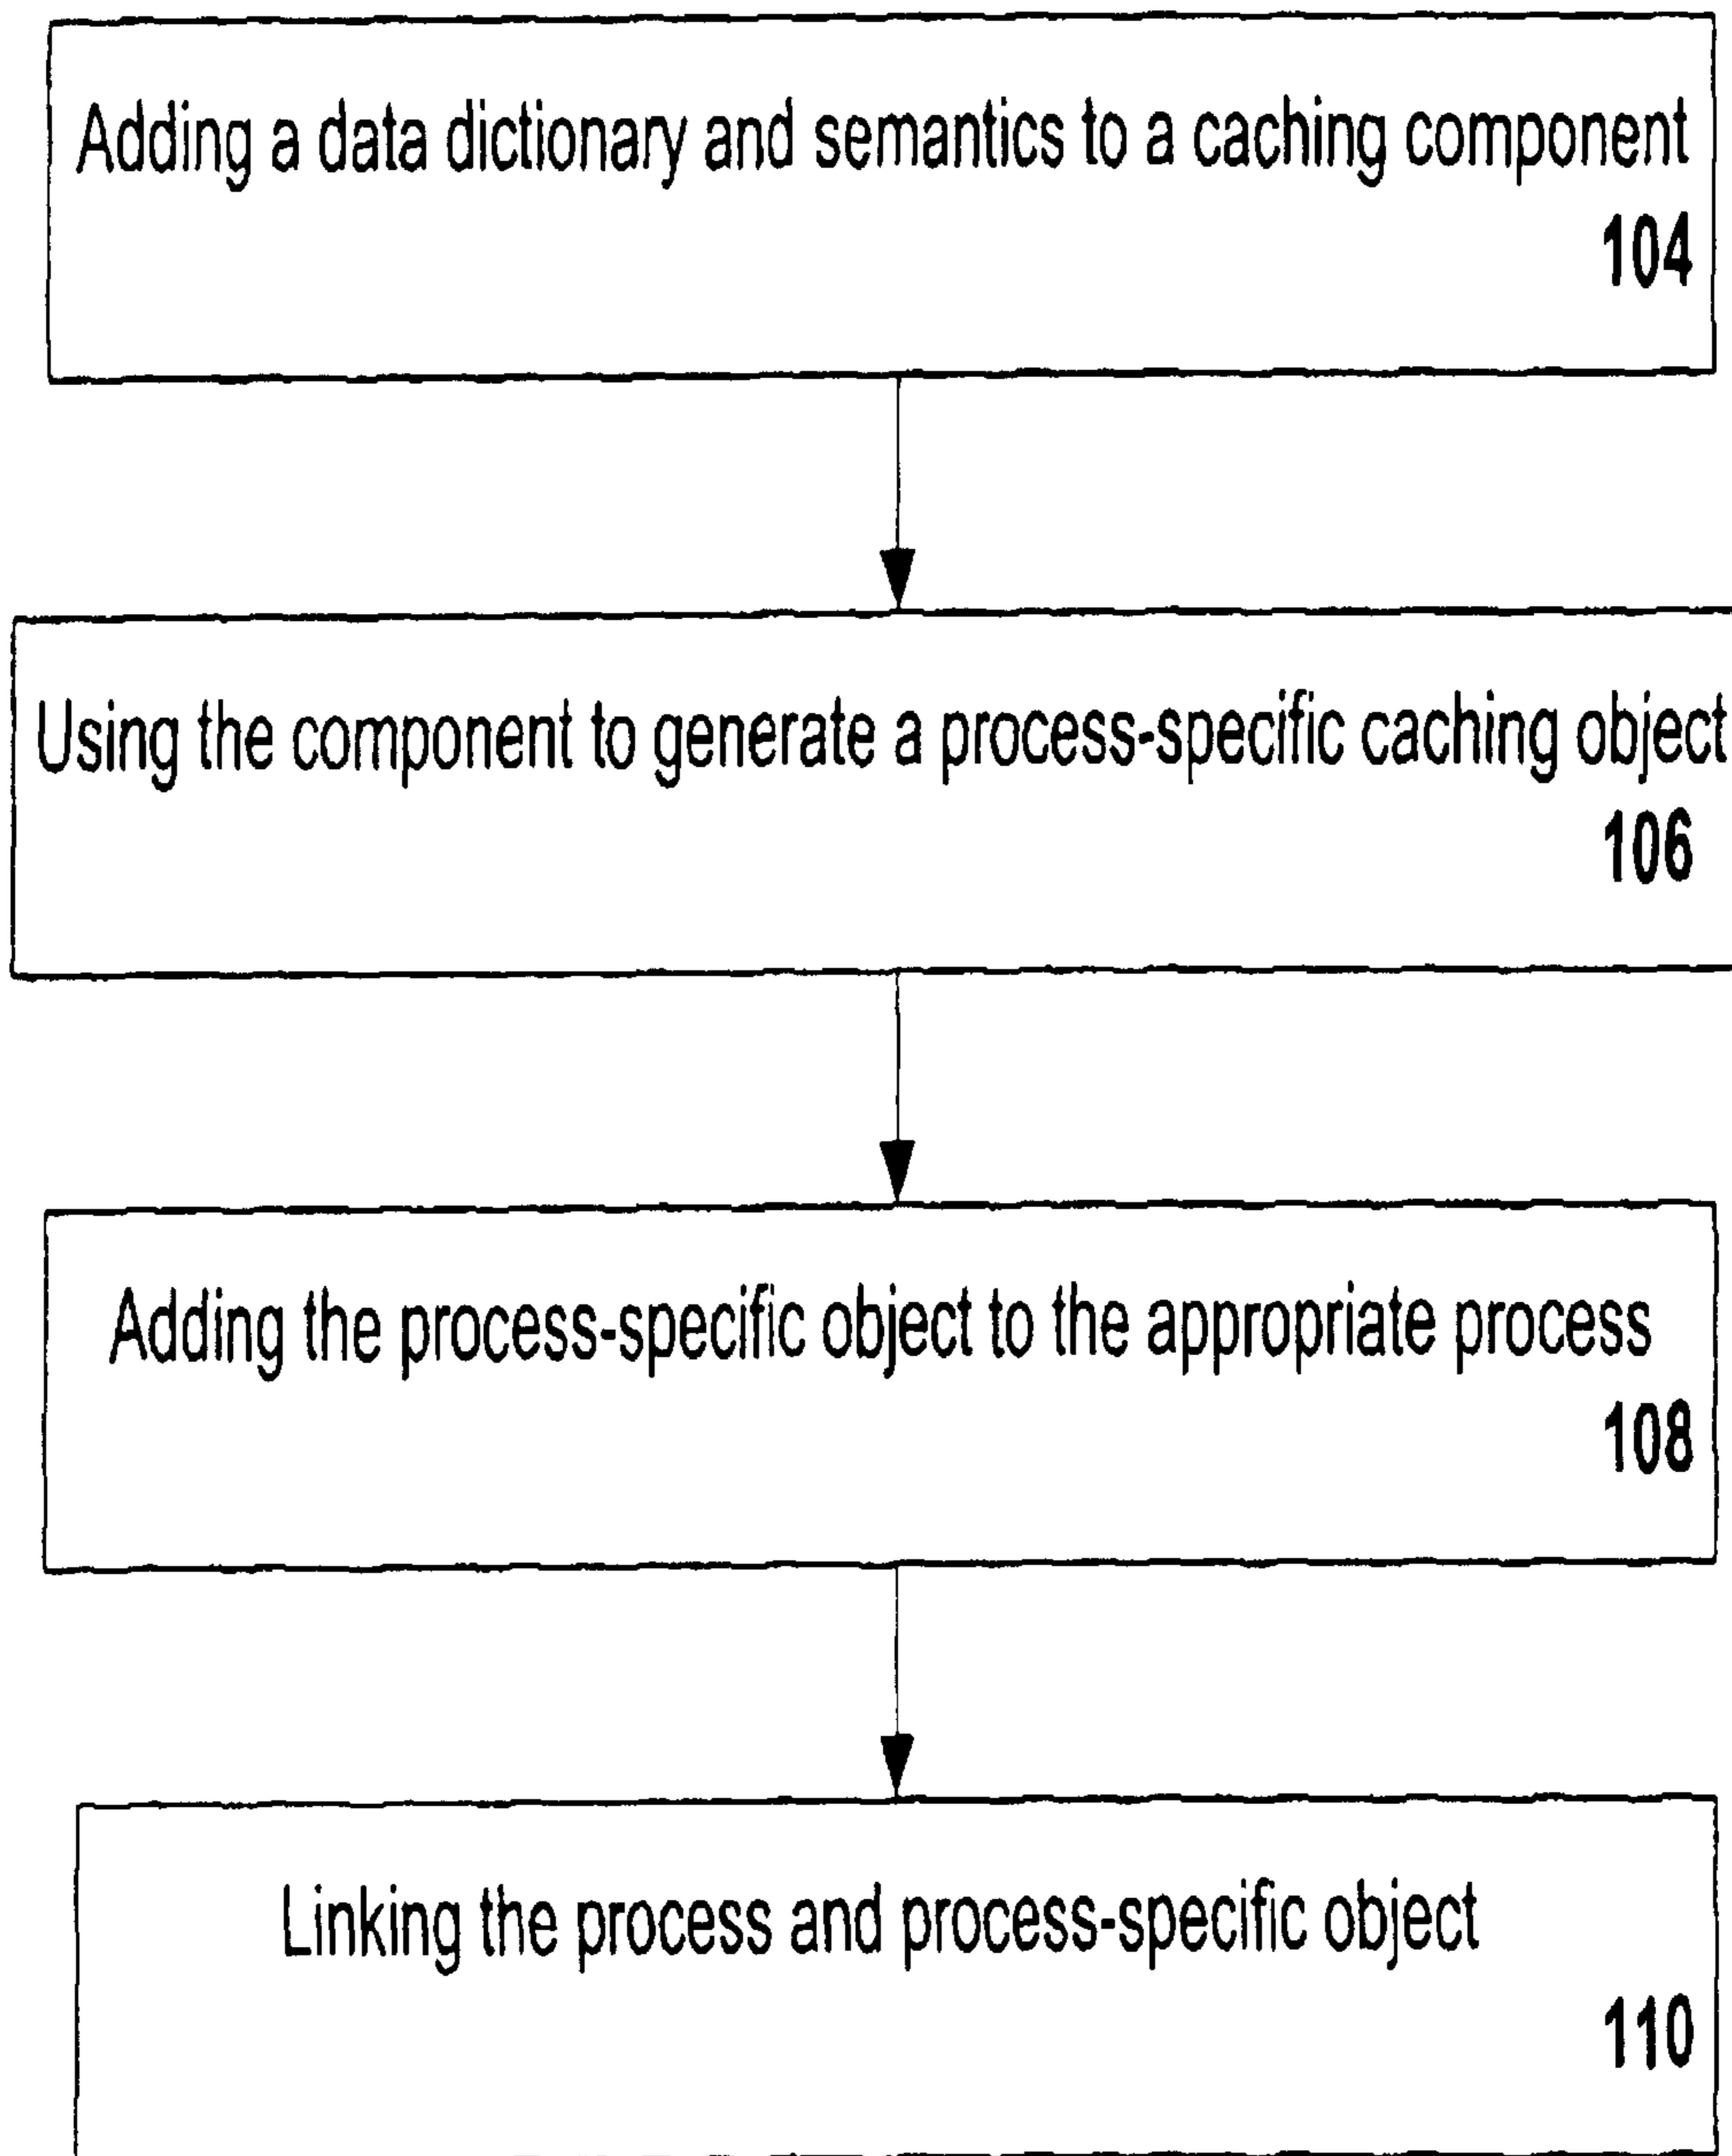 Adding a data dictionary and semantics to a caching component
104
Using the component to generate a process-specific caching object
106
Adding the process-specific object to the appropriate process
108
Linking the process and process-specific object
110